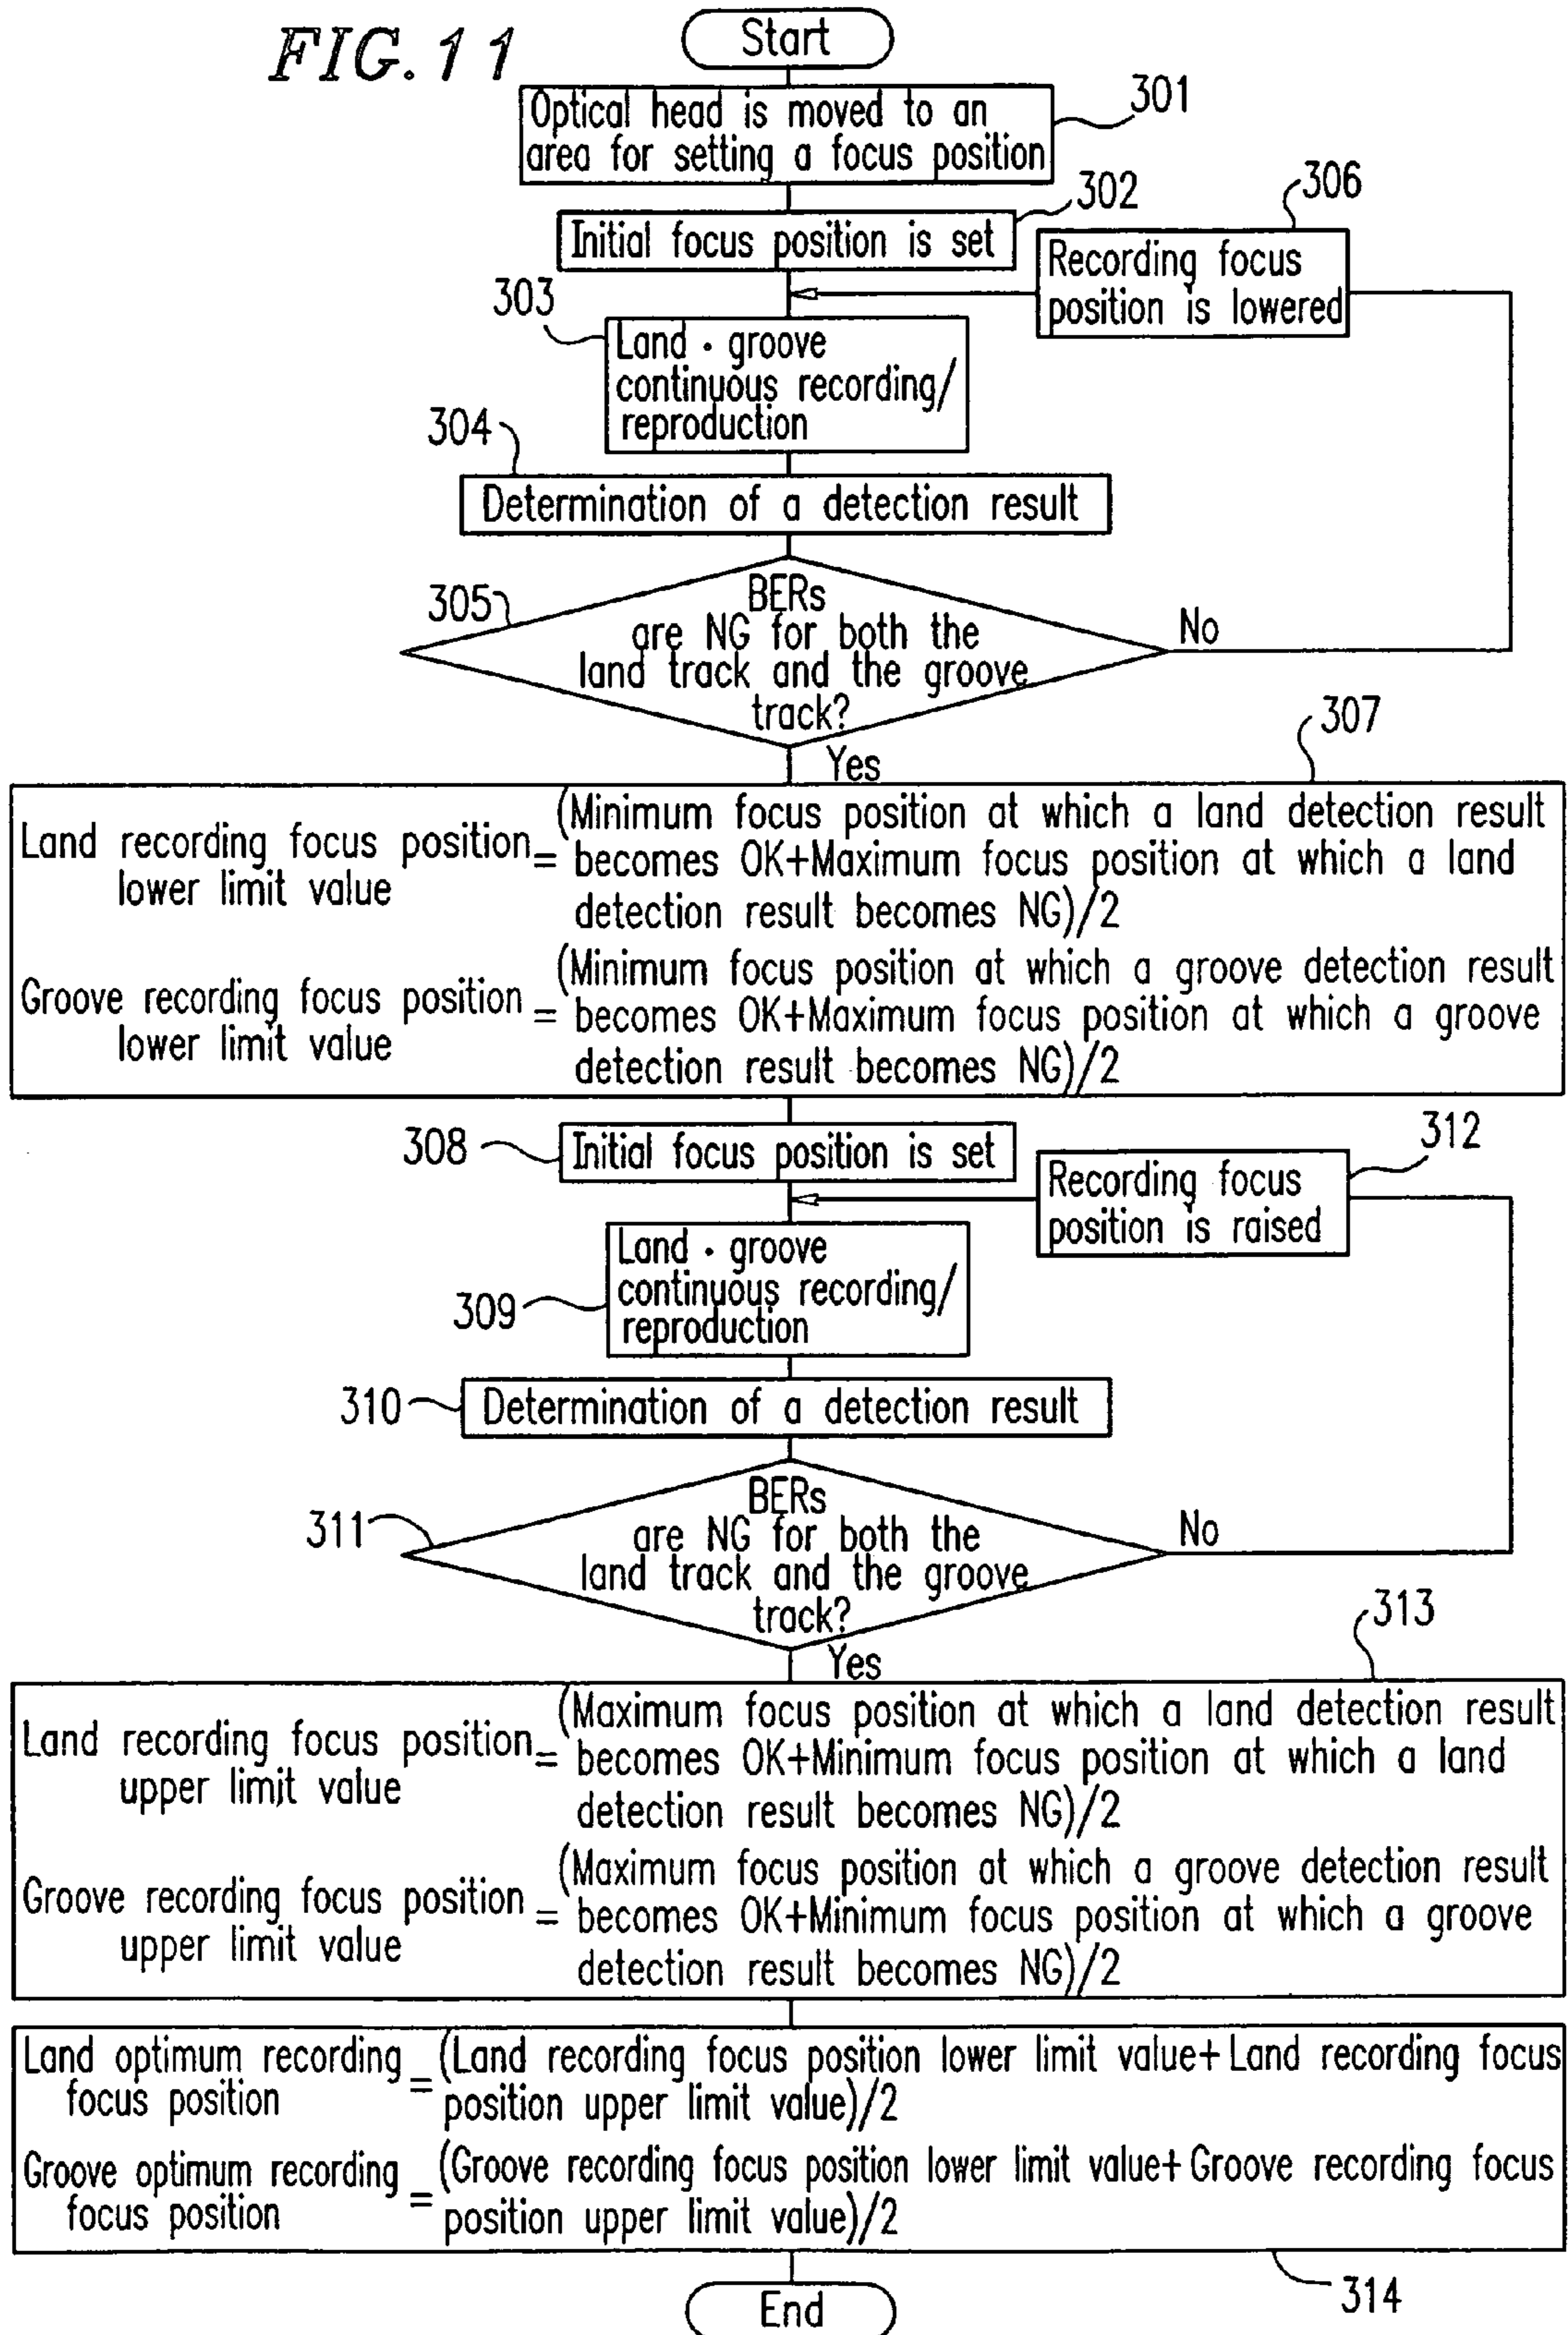 FIG. 11
Start
Optical head is moved to an
area for setting a focus position
301
Initial focus position is set
302
Recording focus
position is lowered
306
303
Land · groove
continuous recording/
reproduction
304
Determination of a detection result
305
BERs
are NG for both the
land track and the groove
track?
No
Yes
307
Land recording focus position
lower limit value
=
(Minimum focus position at which a land detection result
becomes OK+Maximum focus position at which a land
detection result becomes NG)/2
Groove recording focus position
lower limit value
=
(Minimum focus position at which a groove detection result
becomes OK+Maximum focus position at which a groove
detection result becomes NG)/2
308
Initial focus position is set
312
Recording focus
position is raised
309
Land · groove
continuous recording/
reproduction
310
Determination of a detection result
311
BERs
are NG for both the
land track and the groove
track?
No
Yes
313
Land recording focus position
upper limit value
=
(Maximum focus position at which a land detection result
becomes OK+Minimum focus position at which a land
detection result becomes NG)/2
Groove recording focus position
upper limit value
=
(Maximum focus position at which a groove detection result
becomes OK+Minimum focus position at which a groove
detection result becomes NG)/2
Land optimum recording
focus position
=
(Land recording focus position lower limit value+Land recording focus
position upper limit value)/2
Groove optimum recording
focus position
=
(Groove recording focus position lower limit value+Groove recording focus
position upper limit value)/2
314
End